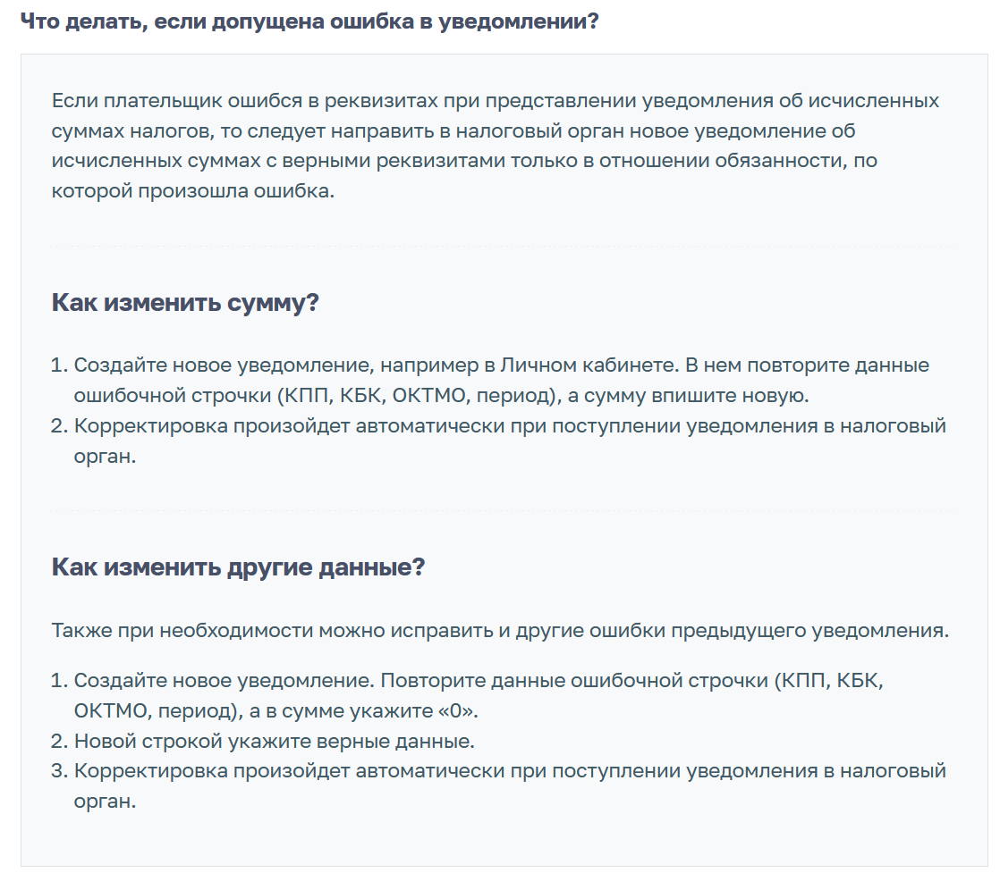 Что делать, если допущена ошибка в уведомлении?
Если плательщик ошибся в реквизитах при представлении уведомления об исчисленных
суммах налогов, то следует направить в налоговый орган новое уведомление об
исчисленных суммах с верными реквизитами только в отношении обязанности, по
которой произошла ошибка.
Как изменить сумму?
1. Создайте новое уведомление, например в Личном кабинете. В нем повторите данные
ошибочной строчки (КПП, КБК, ОКТМО, период), а сумму впишите новую.
2. Корректировка произойдет автоматически при поступлении уведомления в налоговый
орган.
Как изменить другие данные?
Также при необходимости можно исправить и другие ошибки предыдущего уведомления.
1. Создайте новое уведомление. Повторите данные ошибочной строчки (КПП, КБК,
ОКТМО, период), а в сумме укажите «0».
2. Новой строкой укажите верные данные.
3. Корректировка произойдет автоматически при поступлении уведомления в налоговый
орган.